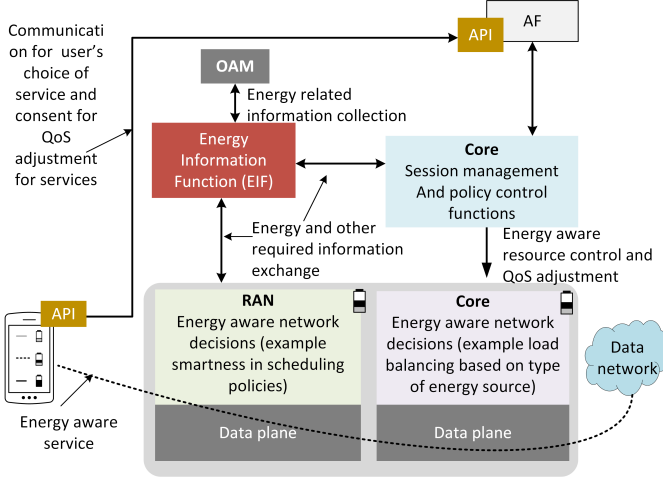 Communicati
on for user's
choice of
service and
consent for
QoS
adjustment
for services
API
AF
OAM
Energy related
information collection
Energy
Information
Function (EIF)
Core
Session management
And policy control
functions
Energy and other
required information
exchange
Energy aware
resource control and
QoS adjustment
API
RAN
Energy aware network
decisions (example
smartness in scheduling
policies)
Data plane
Core
Energy aware network
decisions (example load
balancing based on type
of energy source)
Data plane
Data
network
Energy aware
service